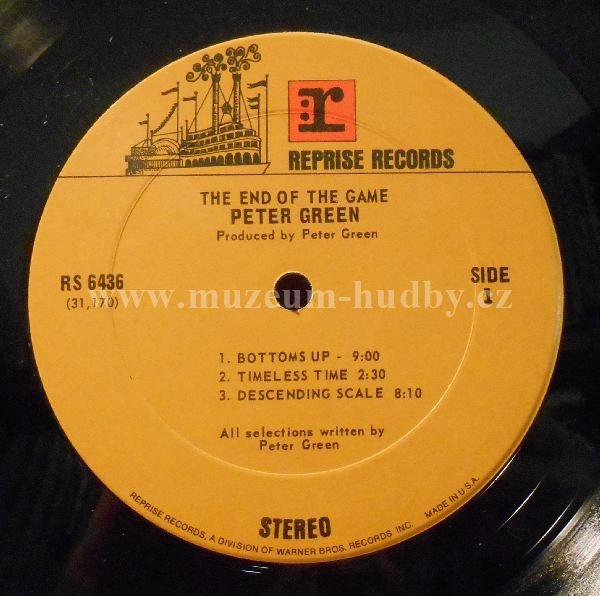 r
REPRISE RECORDS
THE END OF THE GAME
PETER GREEN
Produced by Peter Green
RS 6436
(31,170)
SIDE
1
www.muzeum-hudby.cz
1. BOTTOMS UP - 9:00
2. TIMELESS TIME 2:30
3. DESCENDING SCALE 8:10
All selections written by
Peter Green
STEREO
REPRISE RECORDS, A DIVISION OF WARNER BROS. RECORDS INC. MADE IN U.S.A.